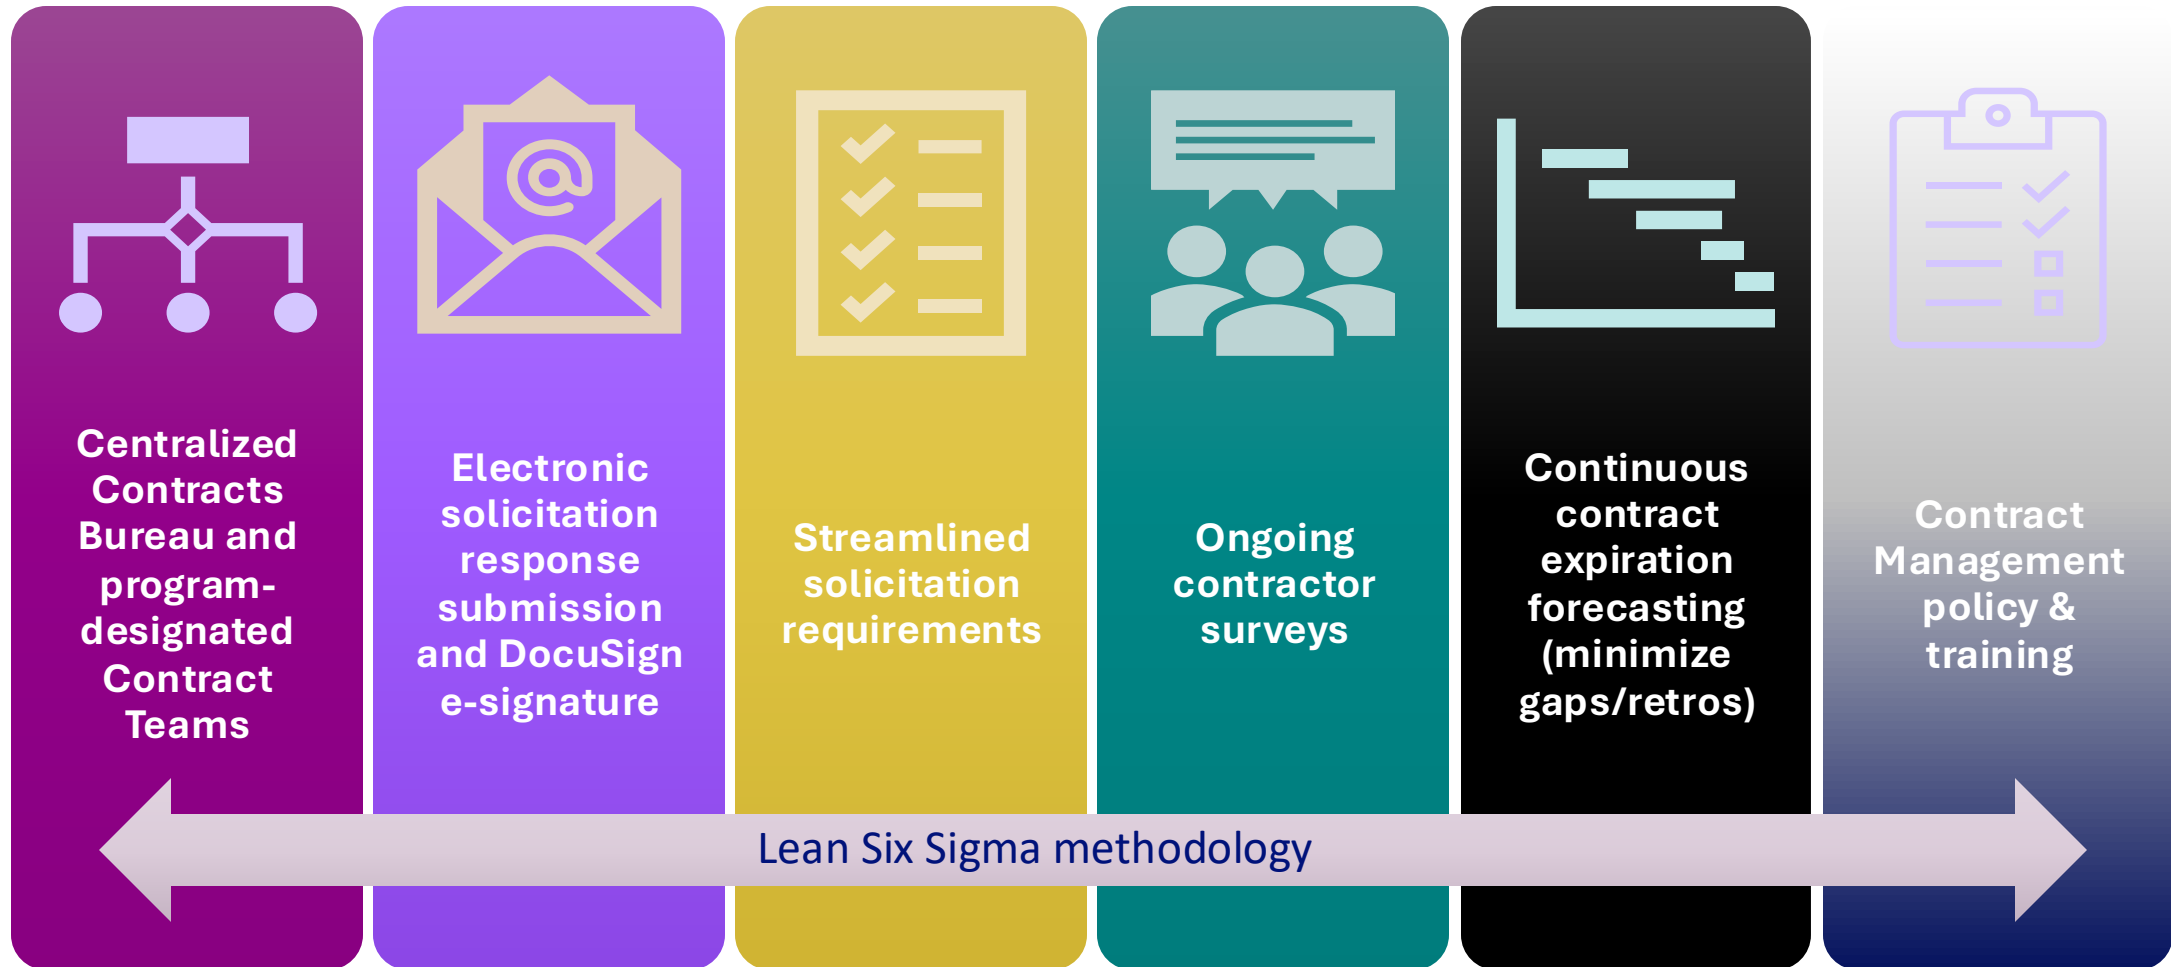 Centralized
Contracts
Bureau and
program-
designated
Contract
Teams
Electronic
solicitation
response
submission
and DocuSign
e-signature
Streamlined
solicitation
requirements
Ongoing
contractor
surveys
Continuous
contract
expiration
forecasting
(minimize
gaps/retros)
Contract
Management
policy &
training
Lean Six Sigma methodology